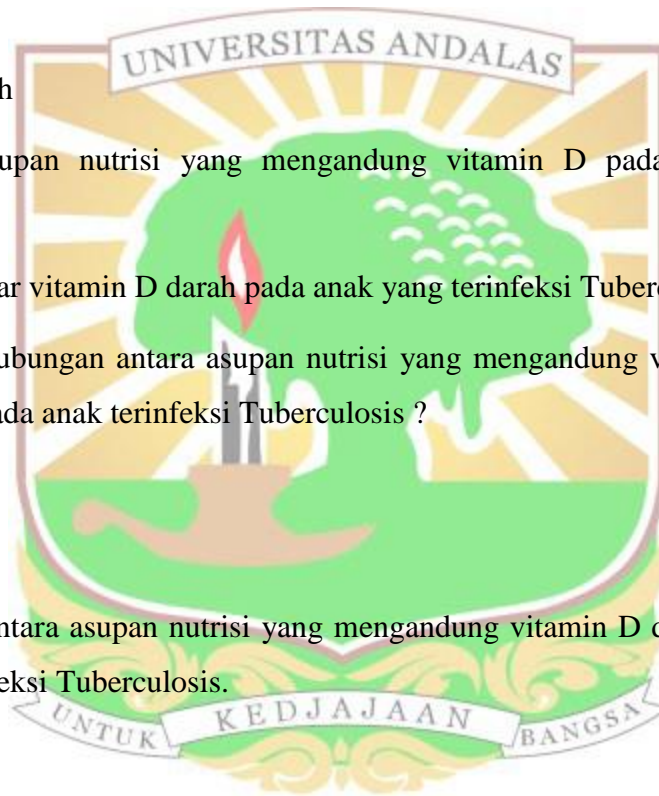 UNIVERSITAS ANDALAS
h
upan nutrisi yang mengandung vitamin D pada
ar vitamin D darah pada anak yang terinfeksi Tuberc
ubungan antara asupan nutrisi yang mengandung v
ada anak terinfeksi Tuberculosis ?
ntara asupan nutrisi yang mengandung vitamin D d
eksi Tuberculosis.
UNTUK KEDJAJAAN BANGSA